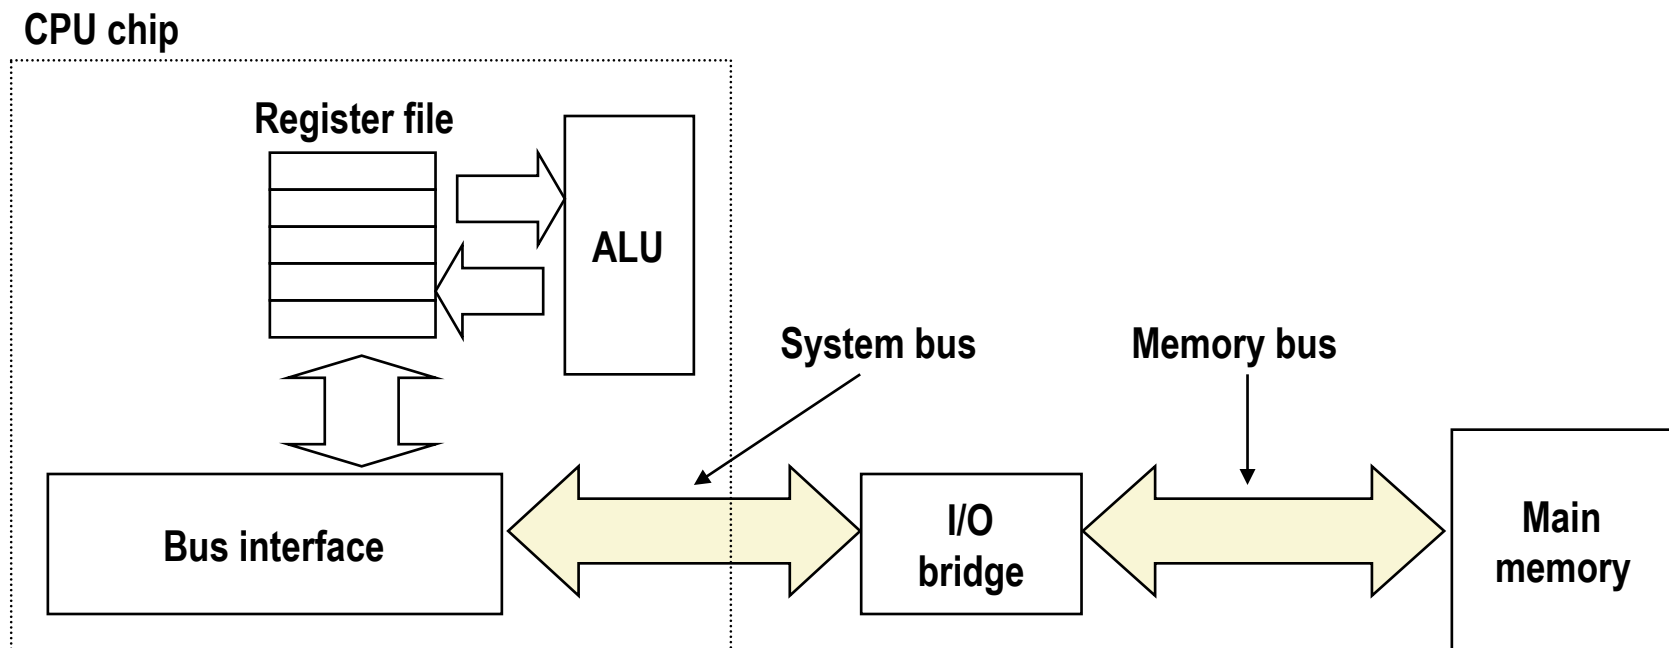 CPU chip
Register file
ALU
System bus
Memory bus
Bus interface
I/O
bridge
Main
memory